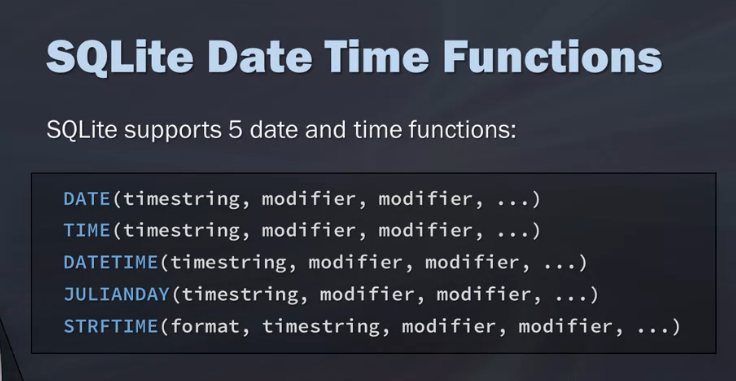 SQLite Date Time Functions
SQLite supports 5 date and time functions:
DATE(timestring, modifier, modifier, ...)
TIME(timestring, modifier, modifier, ...)
DATETIME(timestring, modifier, modifier, ...)
JULIANDAY(timestring, modifier, modifier, ...)
STRFTIME(format, timestring, modifier, modifier, ...)